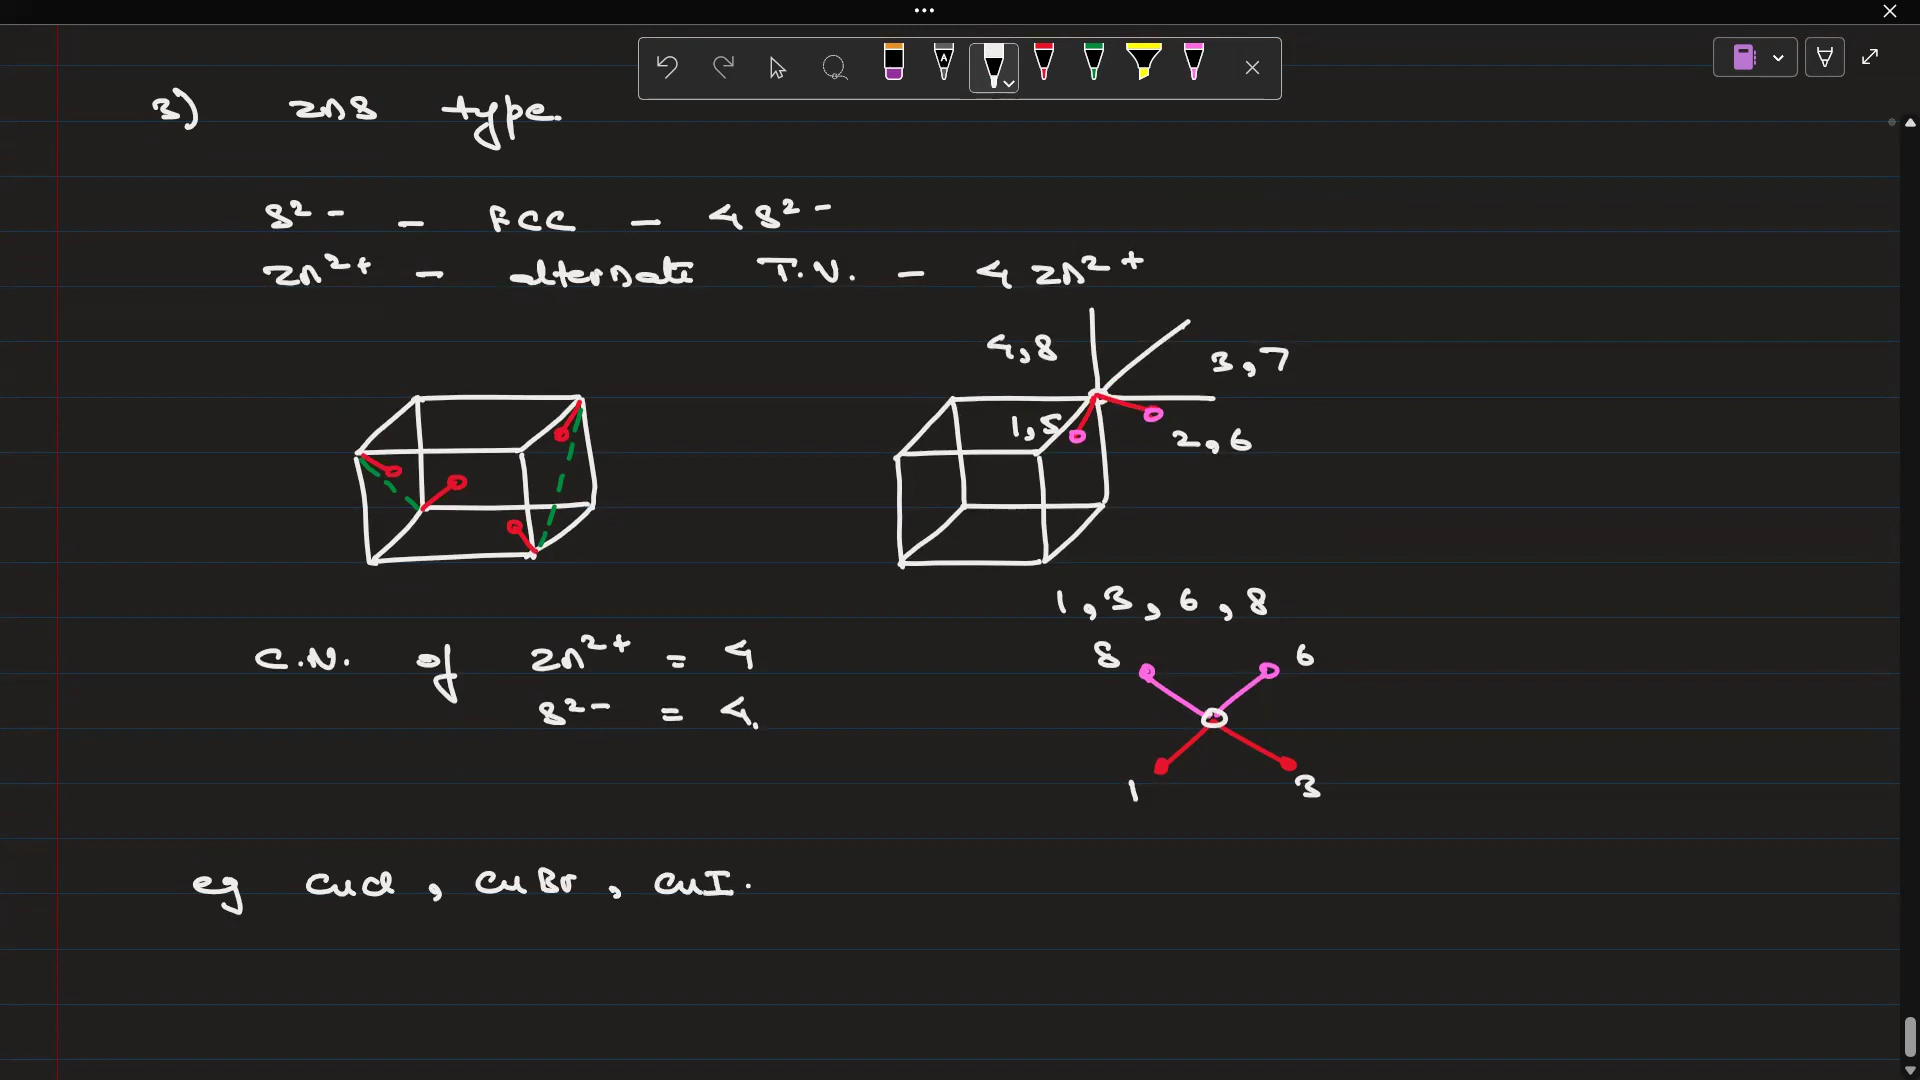 3) ZnS type.
S²⁻ - FCC - 4 S²⁻
Zn²⁺ - alternate T.V. - 4 Zn²⁺
4,8
3,7
1,5
2,6
1, 3, 6, 8
C.N. of Zn²⁺ = 4
S²⁻ = 4.
8 6
1 3
eg CuCl, CuBr, CuI.